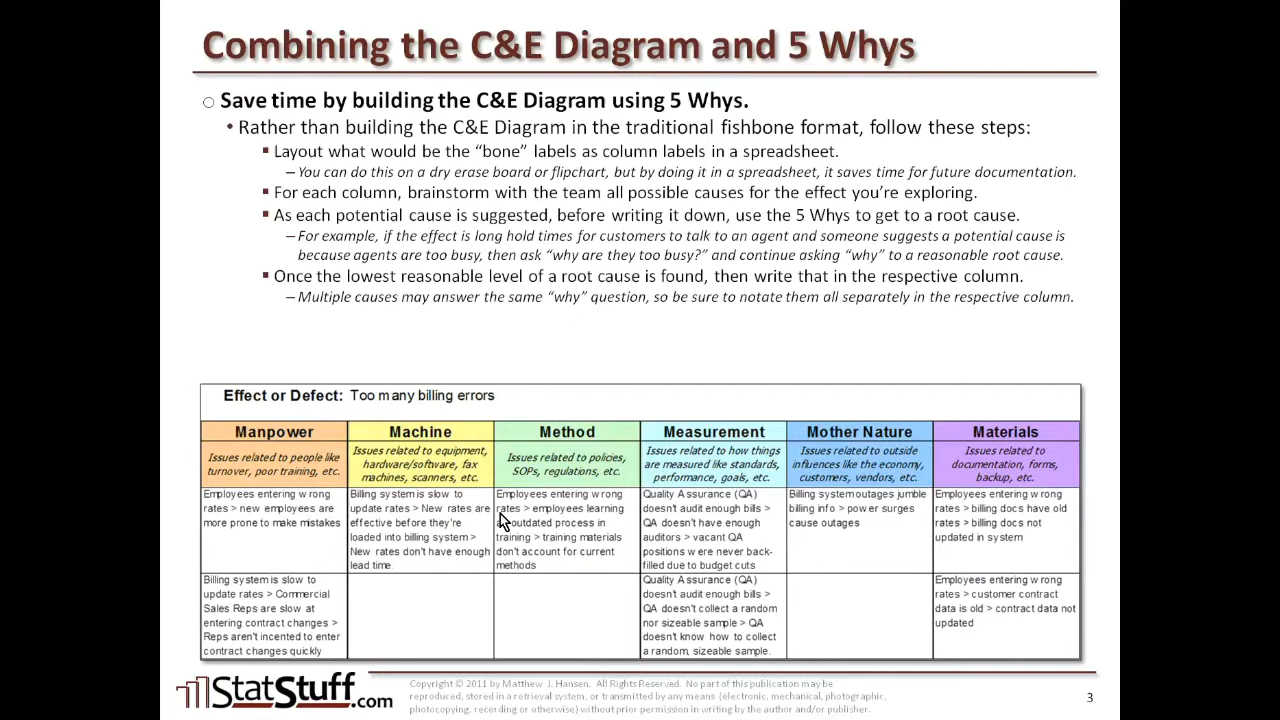 Combining the C&E Diagram and 5 Whys
Save time by building the C&E Diagram using 5 Whys.
Rather than building the C&E Diagram in the traditional fishbone format, follow these steps:
Layout what would be the “bone” labels as column labels in a spreadsheet.
– You can do this on a dry erase board or flipchart, but by doing it in a spreadsheet, it saves time for future documentation.
For each column, brainstorm with the team all possible causes for the effect you’re exploring.
As each potential cause is suggested, before writing it down, use the 5 Whys to get to a root cause.
– For example, if the effect is long hold times for customers to talk to an agent and someone suggests a potential cause is
because agents are too busy, then ask “why are they too busy?” and continue asking “why” to a reasonable root cause.
Once the lowest reasonable level of a root cause is found, then write that in the respective column.
– Multiple causes may answer the same “why” question, so be sure to notate them all separately in the respective column.
Effect or Defect: Too many billing errors
Manpower
Issues related to people like
turnover, poor training, etc.
Employees entering wrong
rates > new employees are
more prone to make mistakes
Billing system is slow to
update rates > Commercial
Sales Reps are slow at
entering contract changes >
Reps aren't incented to enter
contract changes quickly
Machine
Issues related to equipment,
hardware/software, fax
machines, scanners, etc.
Billing system is slow to
update rates > New rates are
effective before they're
loaded into billing system >
New rates don't have enough
lead time.
Method
Issues related to policies,
SOPs, regulations, etc.
Employees entering wrong
rates > employees learning
outdated process in
training > training materials
don't account for current
methods
Measurement
Issues related to how things
are measured like standards,
performance, goals, etc.
Quality Assurance (QA)
doesn't audit enough bills >
QA doesn't have enough
auditors > vacant QA
positions were never back-
filled due to budget cuts
Quality Assurance (QA)
doesn't audit enough bills >
QA doesn't collect a random
nor sizeable sample > QA
doesn't know how to collect
a random, sizeable sample.
Mother Nature
Issues related to outside
influences like the economy,
customers, vendors, etc.
Billing system outages jumble
billing info > power surges
cause outages
Materials
Issues related to
documentation, forms,
backup, etc.
Employees entering wrong
rates > billing docs have old
rates > billing docs not
updated in system
Employees entering wrong
rates > customer contract
data is old > contract data not
updated
StatStuff.com
Copyright © 2011 by Matthew J. Hansen. All Rights Reserved. No part of this publication may be
reproduced, stored in a retrieval system, or transmitted by any means (electronic, mechanical, photographic,
photocopying, recording or otherwise) without prior permission in writing by the author and/or publisher.
3